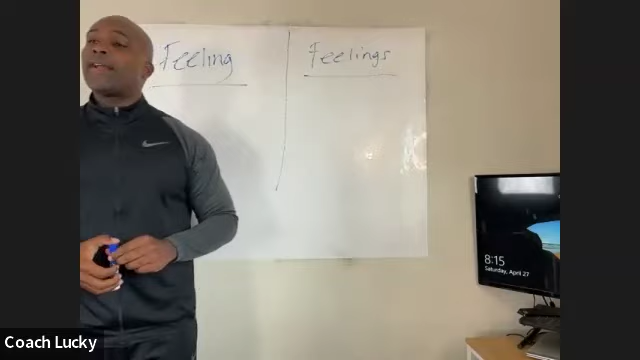 Feeling
Feelings
8:15
Saturday, April 27
Coach Lucky